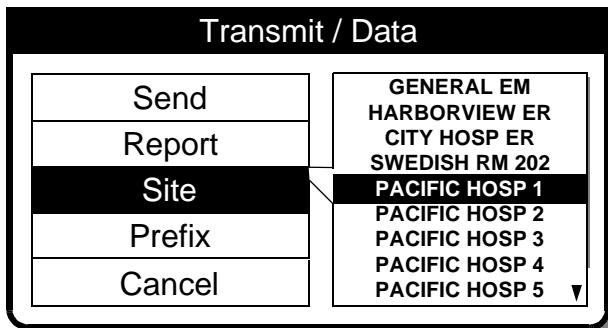 Transmit / Data
Send
Report
Site
Prefix
Cancel
GENERAL EM
HARBORVIEW ER
CITY HOSP ER
SWEDISH RM 202
PACIFIC HOSP 1
PACIFIC HOSP 2
PACIFIC HOSP 3
PACIFIC HOSP 4
PACIFIC HOSP 5